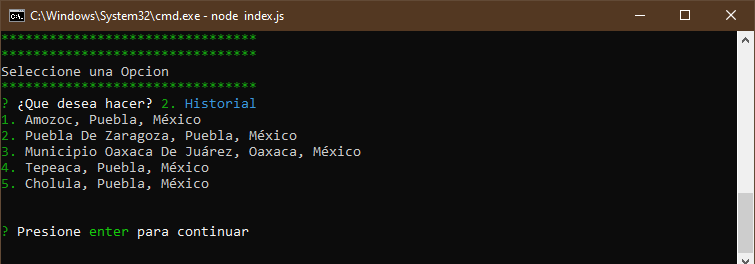 C:\Windows\System32\cmd.exe - node index.js
********************************
********************************
Seleccione una Opcion
********************************
? ¿Que desea hacer? 2. Historial
1. Amozoc, Puebla, México
2. Puebla De Zaragoza, Puebla, México
3. Municipio Oaxaca De Juárez, Oaxaca, México
4. Tepeaca, Puebla, México
5. Cholula, Puebla, México
? Presione enter para continuar